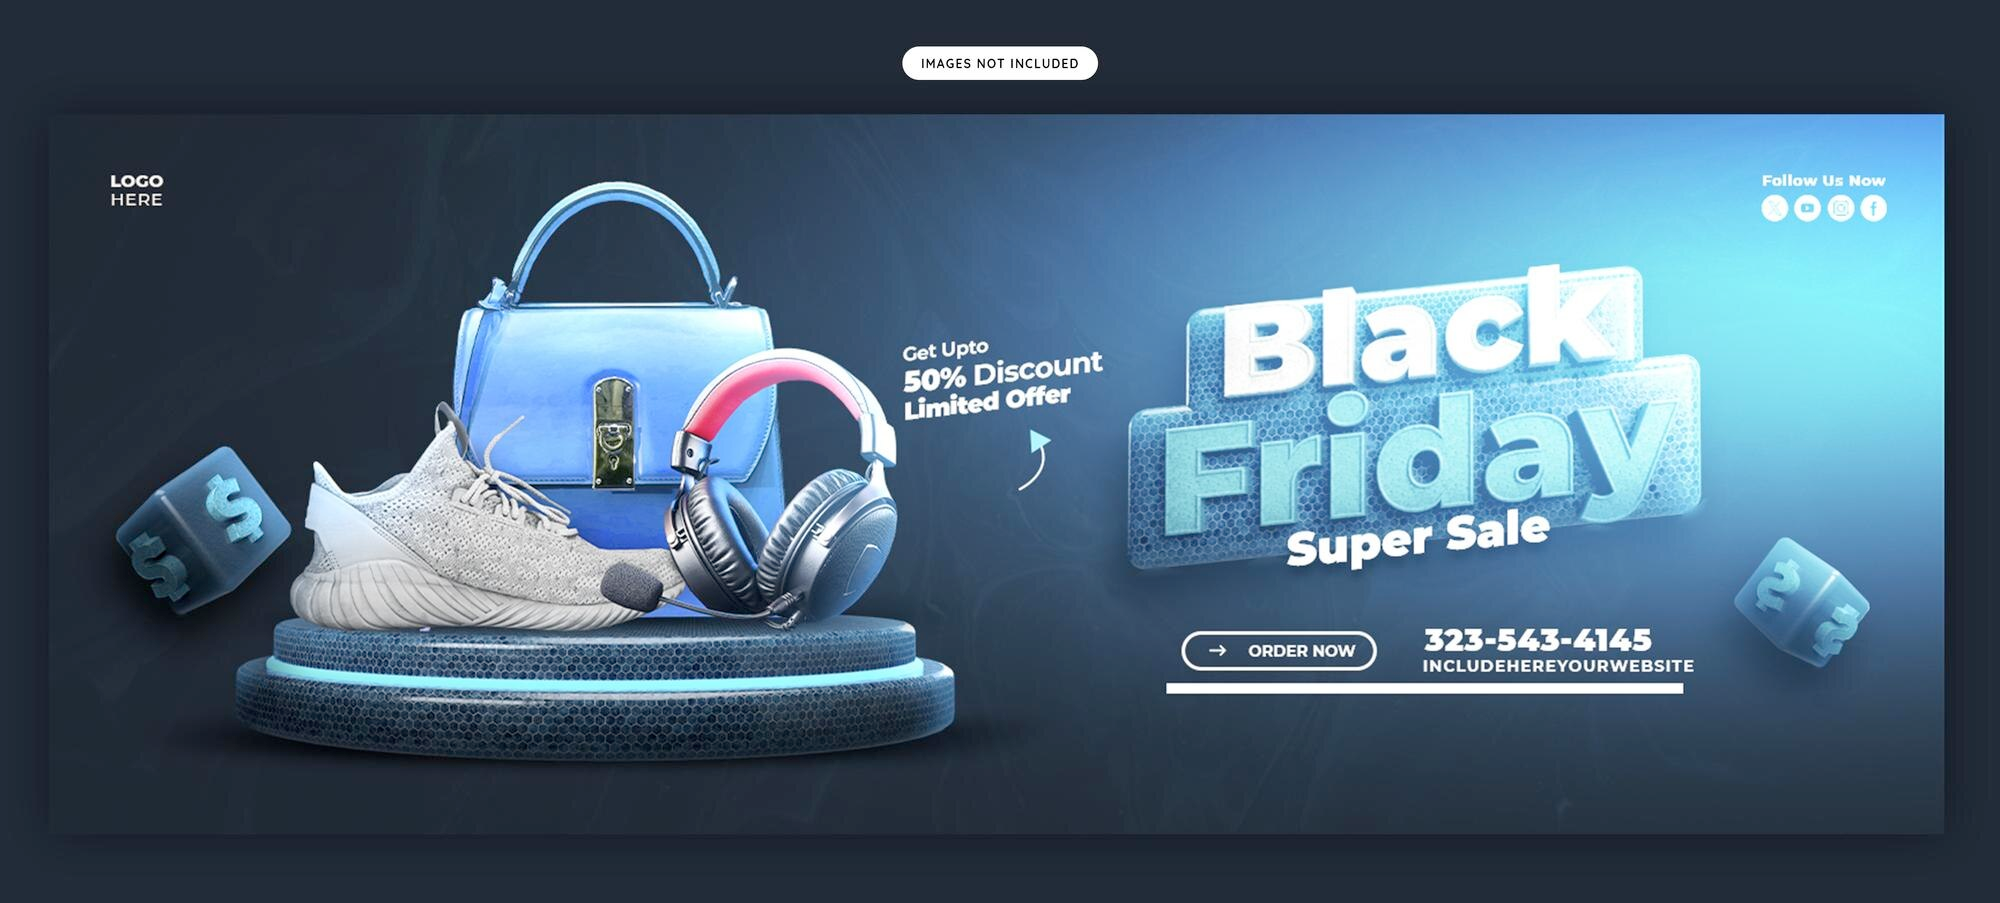 IMAGES NOT INCLUDED
LOGO
HERE
Follow Us Now
Get Upto
50% Discount
Limited Offer
Black
Friday
Super Sale
$
$
$
$
→ ORDER NOW
323-543-4145
INCLUDEHEREYOURWEBSITE